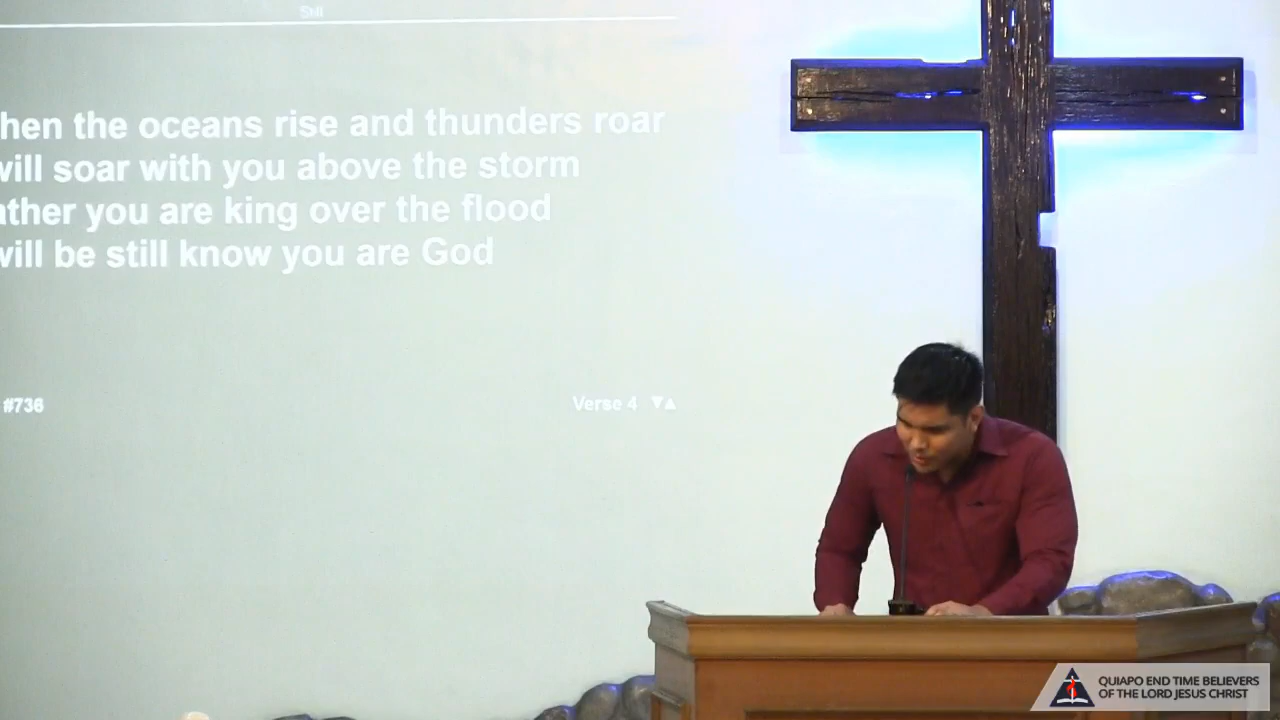 Still
hen the oceans rise and thunders roar
will soar with you above the storm
ather you are king over the flood
will be still know you are God
#736
Verse 4 ▼▲
QUIAPO END TIME BELIEVERS
OF THE LORD JESUS CHRIST